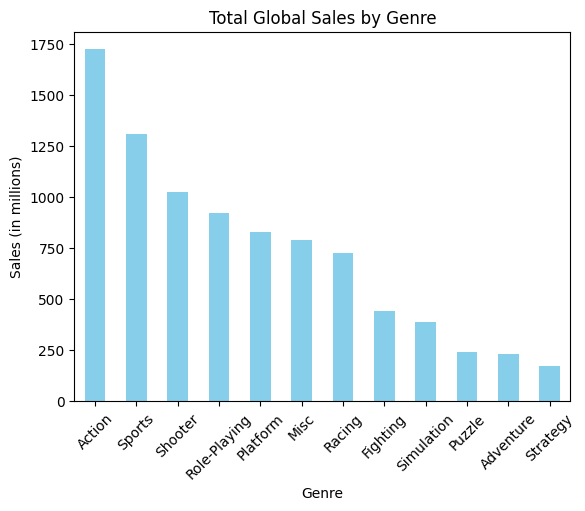 Total Global Sales by Genre
Sales (in millions)
1750
1500
1250
1000
750
500
250
0
Action
Sports
Shooter
Role-Playing
Platform
Misc
Racing
Fighting
Simulation
Puzzle
Adventure
Strategy
Genre